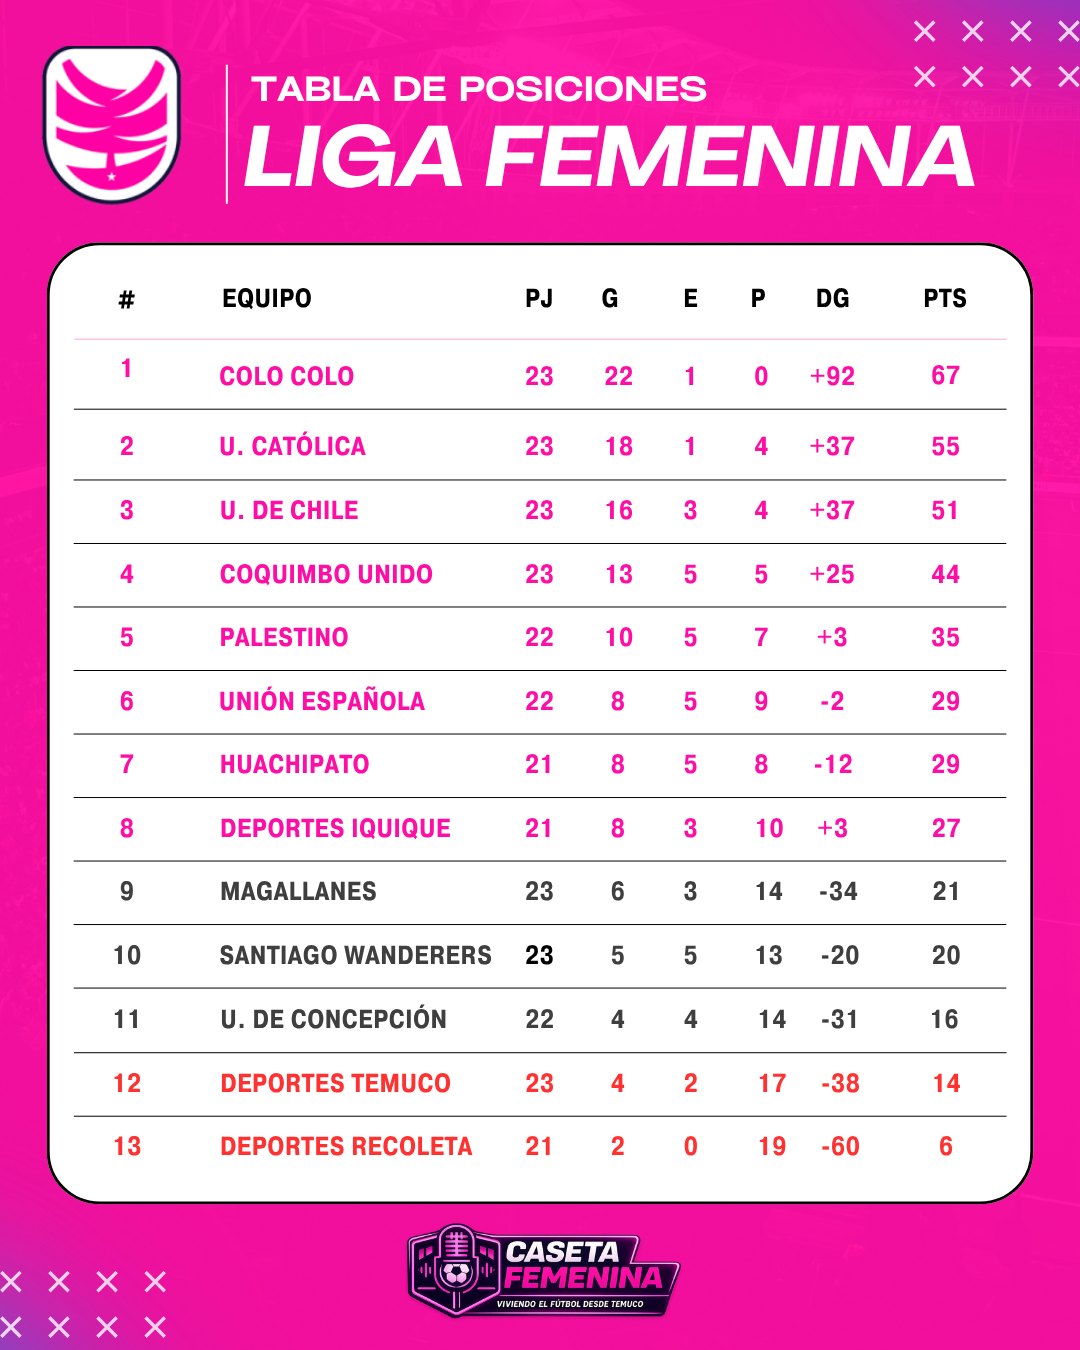 TABLA DE POSICIONES
LIGA FEMENINA
# EQUIPO PJ G E P DG PTS
1 COLO COLO 23 22 1 0 +92 67
2 U. CATÓLICA 23 18 1 4 +37 55
3 U. DE CHILE 23 16 3 4 +37 51
4 COQUIMBO UNIDO 23 13 5 5 +25 44
5 PALESTINO 22 10 5 7 +3 35
6 UNIÓN ESPAÑOLA 22 8 5 9 -2 29
7 HUACHIPATO 21 8 5 8 -12 29
8 DEPORTES IQUIQUE 21 8 3 10 +3 27
9 MAGALLANES 23 6 3 14 -34 21
10 SANTIAGO WANDERERS 23 5 5 13 -20 20
11 U. DE CONCEPCIÓN 22 4 4 14 -31 16
12 DEPORTES TEMUCO 23 4 2 17 -38 14
13 DEPORTES RECOLETA 21 2 0 19 -60 6
CASETA
FEMENINA
VIVIENDO EL FÚTBOL DESDE TEMUCO